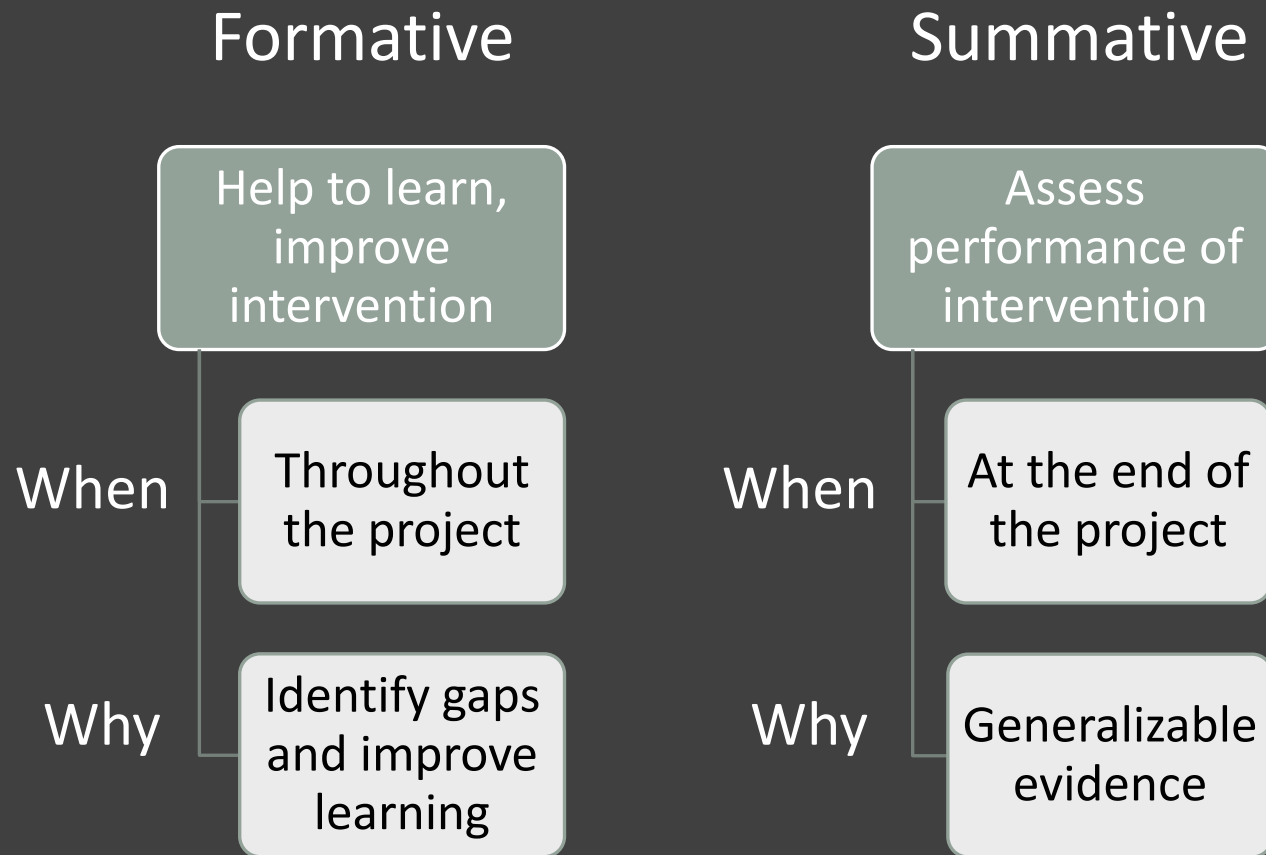 Formative
Help to learn,
improve
intervention
When
Throughout
the project
Why
Identify gaps
and improve
learning
Summative
Assess
performance of
intervention
When
At the end of
the project
Why
Generalizable
evidence